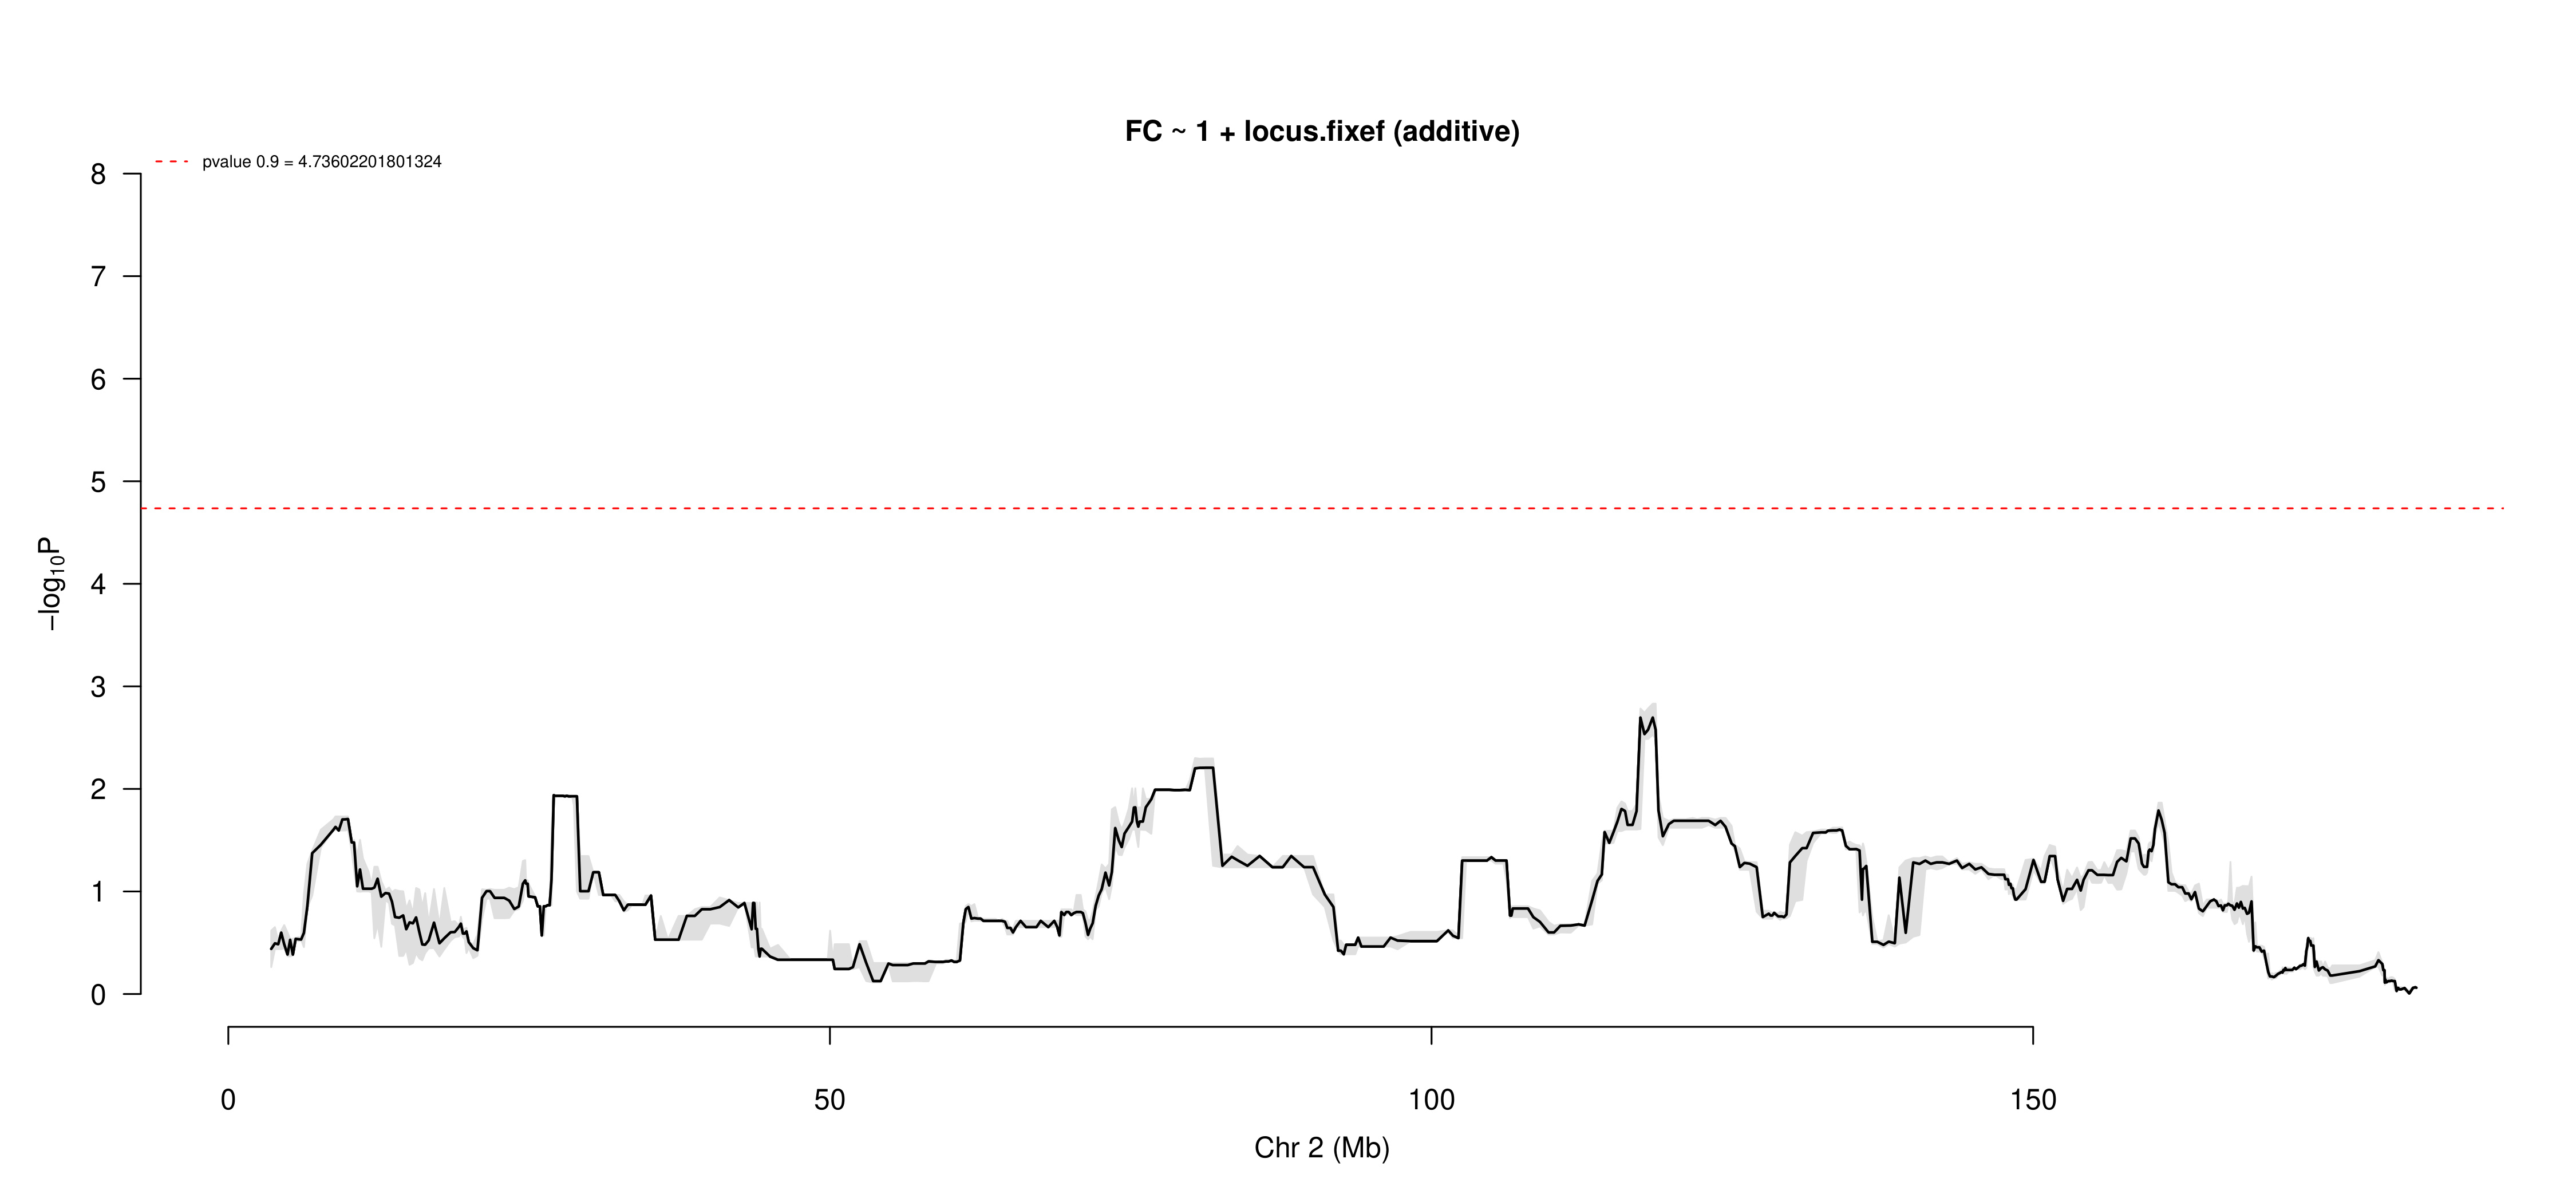 FC ~ 1 + locus.fixef (additive)
pvalue 0.9 = 4.73602201801324
8
7
6
5
4
3
2
1
0
−log₁₀P
0 50 100 150
Chr 2 (Mb)